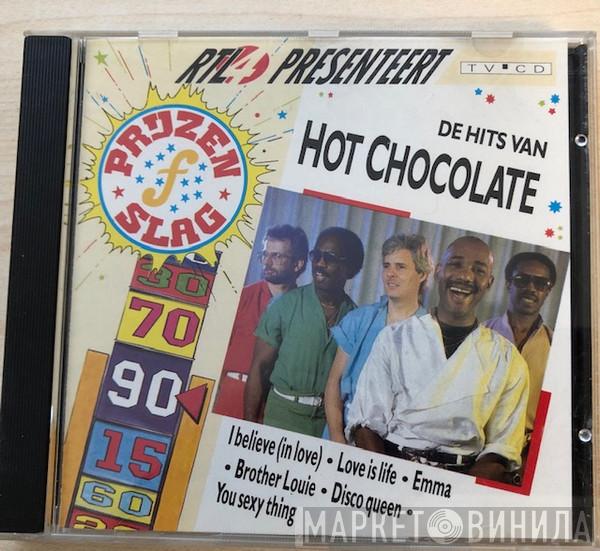 RTL4 PRESENTEERT
TV CD
PRIJZEN
f
SLAG
DE HITS VAN
HOT CHOCOLATE
30
70
90
15
60
I believe (in love) • Love is life • Emma
• Brother Louie • Disco queen •
You sexy thing
МАРКЕТ ВИНИЛА